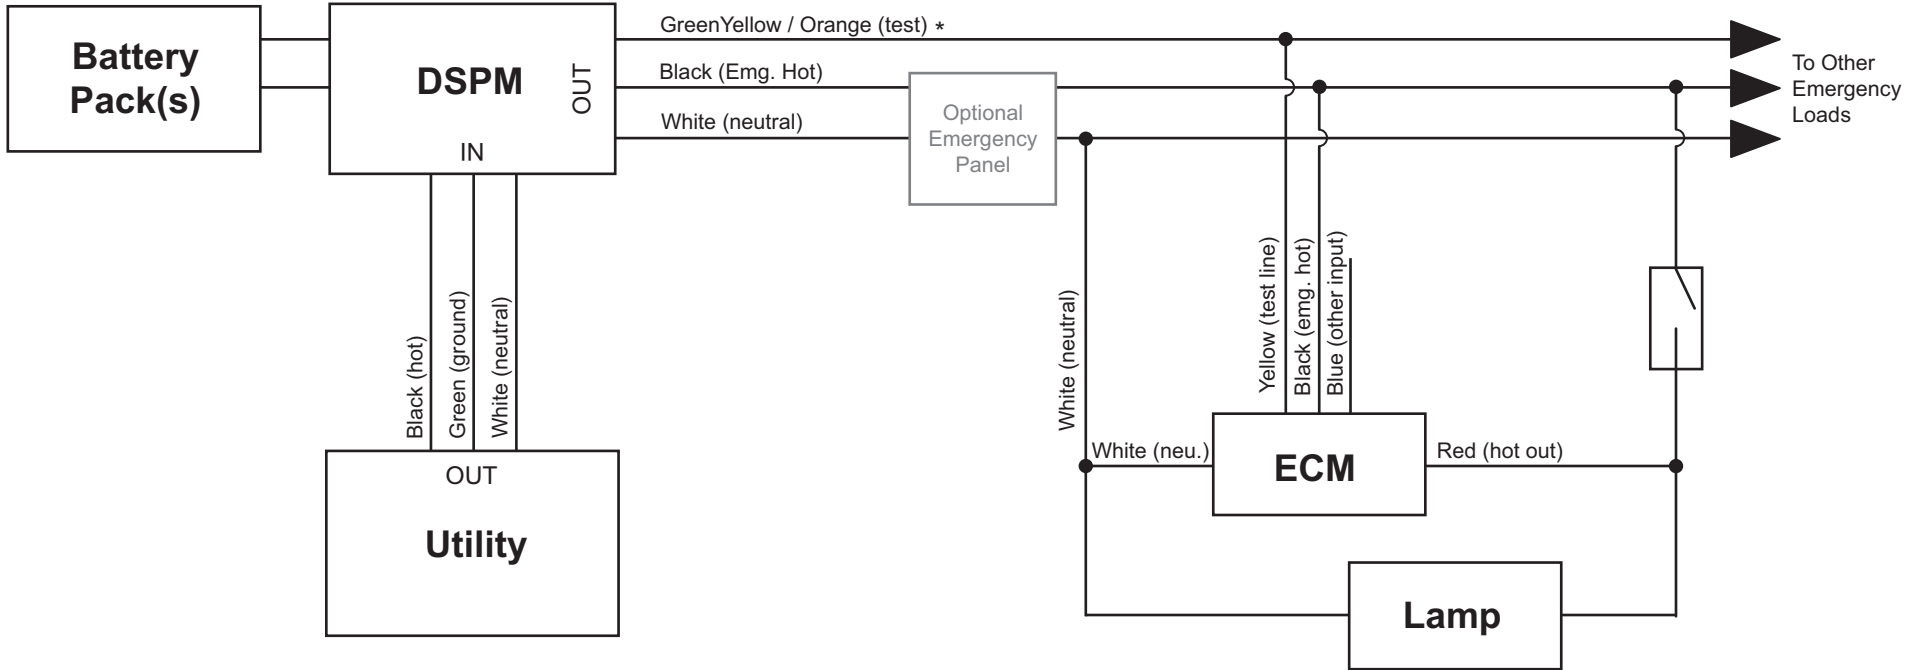 Battery
Pack(s)
DSPM
OUT
IN
GreenYellow / Orange (test) *
Black (Emg. Hot)
White (neutral)
Optional
Emergency
Panel
To Other
Emergency
Loads
Black (hot)
Green (ground)
White (neutral)
OUT
Utility
White (neutral)
Yellow (test line)
Black (emg. hot)
Blue (other input)
White (neu.)
ECM
Red (hot out)
Lamp